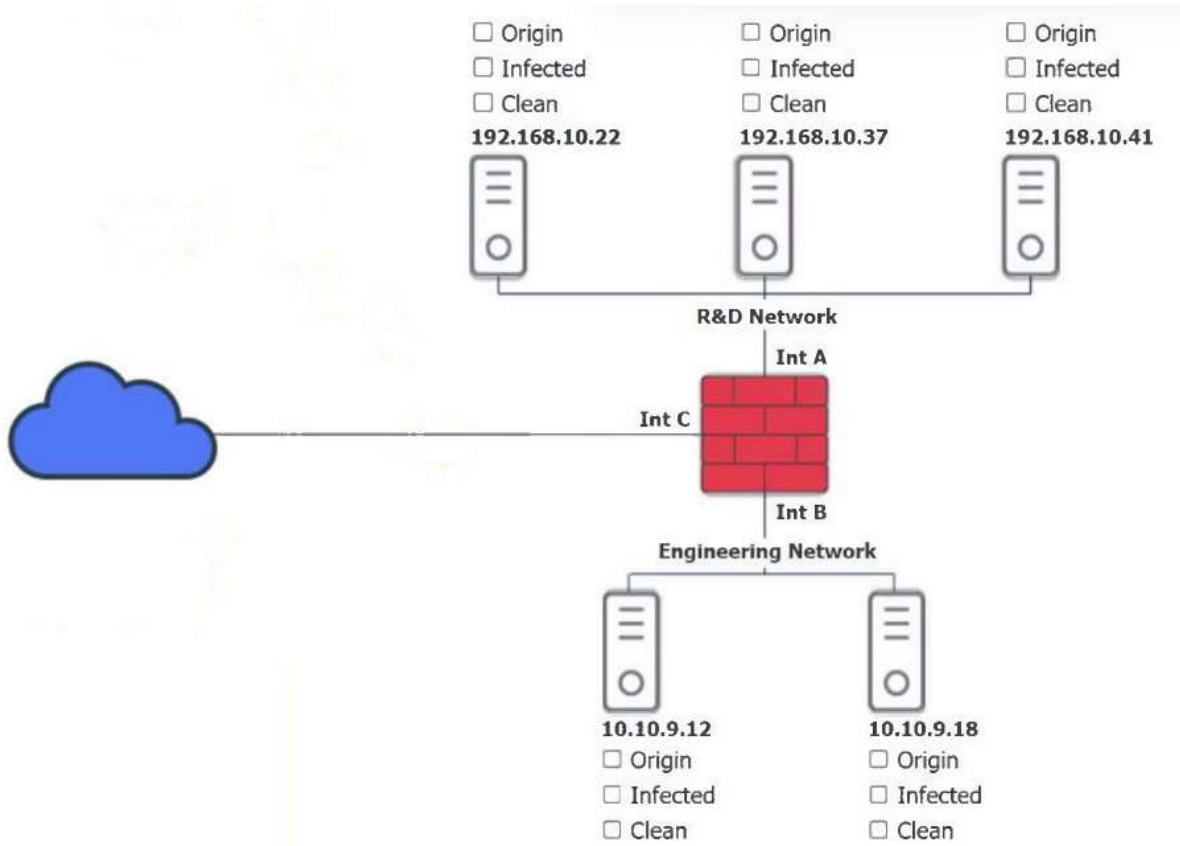 Origin Origin Origin
Infected Infected Infected
Clean Clean Clean
192.168.10.22 192.168.10.37 192.168.10.41
R&D Network
Int A
Int C
Int B
Engineering Network
10.10.9.12 10.10.9.18
Origin Origin
Infected Infected
Clean Clean